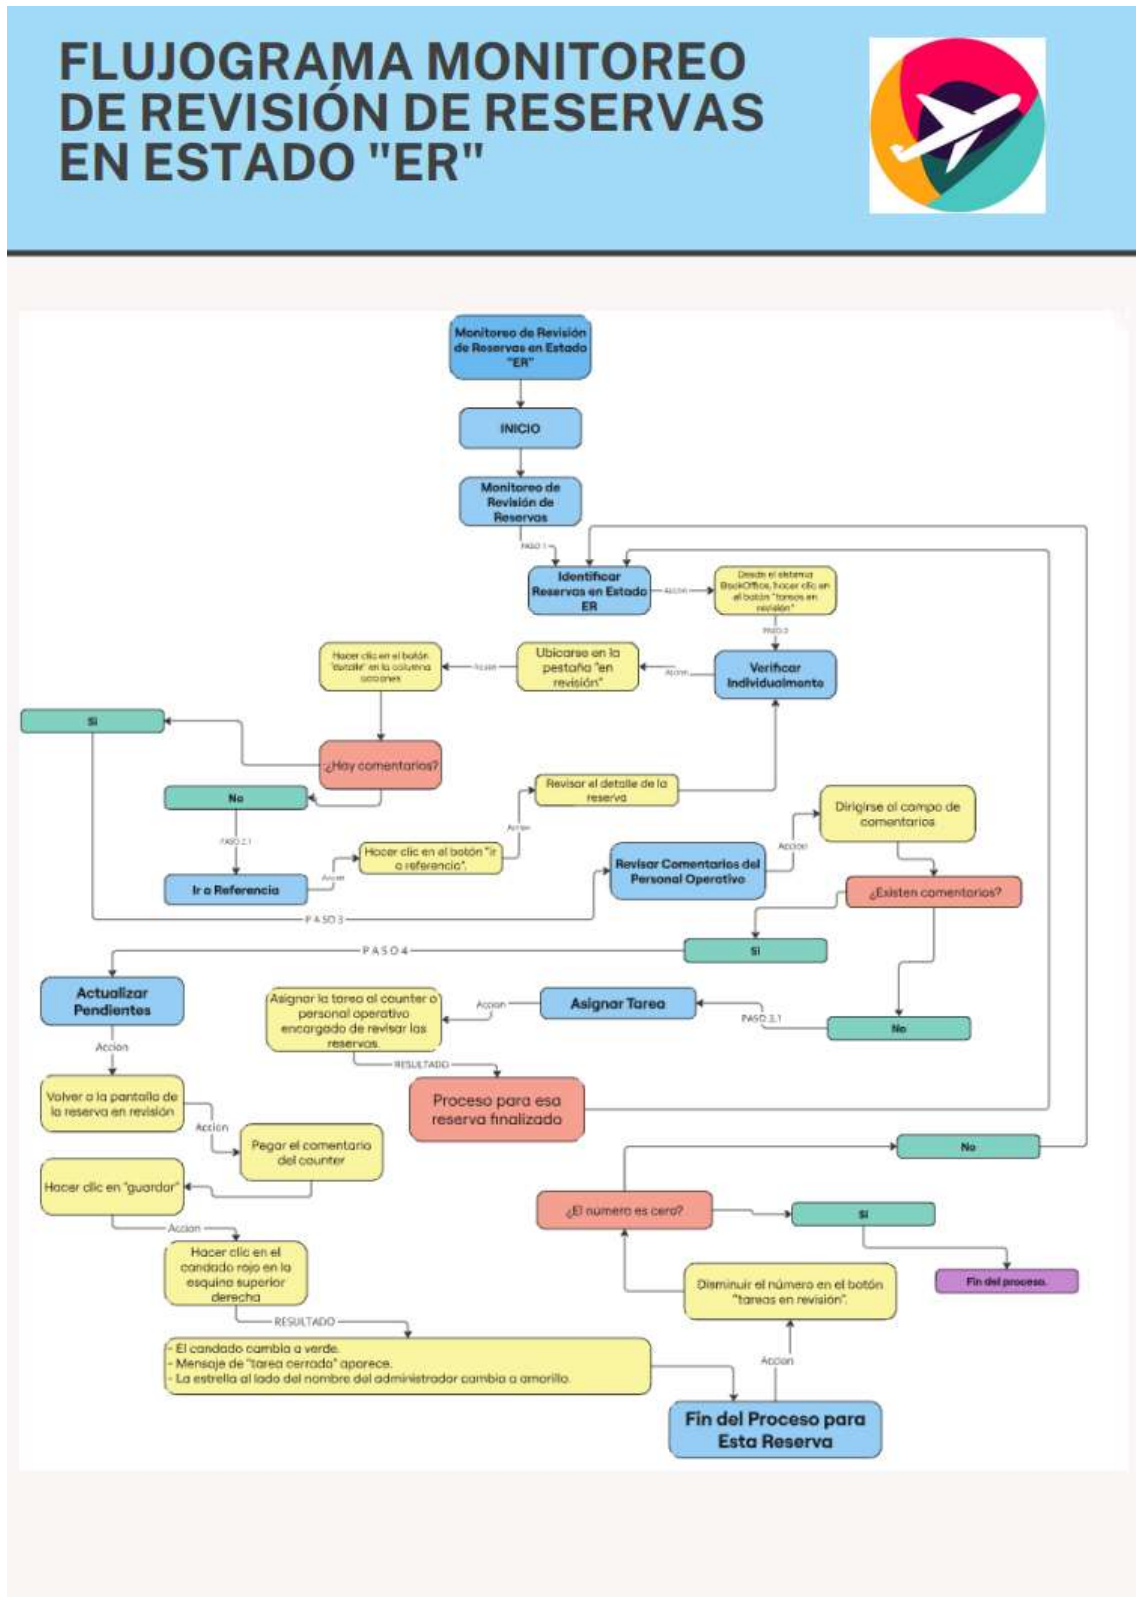 FLUJOGRAMA MONITOREO
DE REVISIÓN DE RESERVAS
EN ESTADO "ER"
Monitoreo de Revisión
de Reservas en Estado
"ER"
INICIO
Monitoreo de
Revisión de
Reservas
PASO 1
Identificar
Reservas en Estado
ER
Accion
Desde el sistema
BackOffice, hacer clic en
el botón "tareas en
revisión"
PASO 2
Verificar
Individualmente
Accion
Ubicarse en la
pestaña "en
revisión"
Accion
Hacer clic en el botón
"detalle" en la columna
acciones
¿Hay comentarios?
Si
No
PASO 2.1
Ir a Referencia
Accion
Hacer clic en el botón "ir
a referencia".
Accion
Revisar el detalle de la
reserva
PASO 3
Revisar Comentarios del
Personal Operativo
Accion
Dirigirse al campo de
comentarios
¿Existen comentarios?
Si
No
PASO 3.1
Asignar Tarea
Accion
Asignar la tarea al counter o
personal operativo
encargado de revisar las
reservas.
RESULTADO
Proceso para esa
reserva finalizado
PASO 4
Actualizar
Pendientes
Accion
Volver a la pantalla de
la reserva en revisión
Accion
Pegar el comentario
del counter
Hacer clic en "guardar"
Accion
Hacer clic en el
candado rojo en la
esquina superior
derecha
RESULTADO
- El candado cambia a verde.
- Mensaje de "tarea cerrada" aparece.
- La estrella al lado del nombre del administrador cambia a amarillo.
Fin del Proceso para
Esta Reserva
Accion
Disminuir el número en el botón
"tareas en revisión".
¿El número es cero?
No
Si
Fin del proceso.